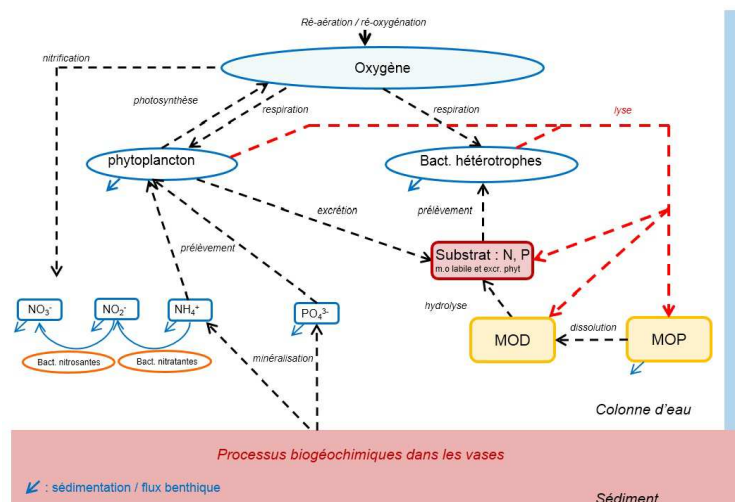 Ré-aération / ré-oxygénation
nitrification
Oxygène
photosynthèse
respiration
respiration
lyse
phytoplancton
Bact. hétérotrophes
excrétion
prélèvement
prélèvement
Substrat : N, P
m.o labile et excr. phyt
hydrolyse
NO₃⁻
NO₂⁻
NH₄⁺
PO₄³⁻
dissolution
MOD
MOP
Bact. nitrosantes
Bact. nitratantes
minéralisation
Colonne d'eau
Processus biogéochimiques dans les vases
: sédimentation / flux benthique
Sédiment